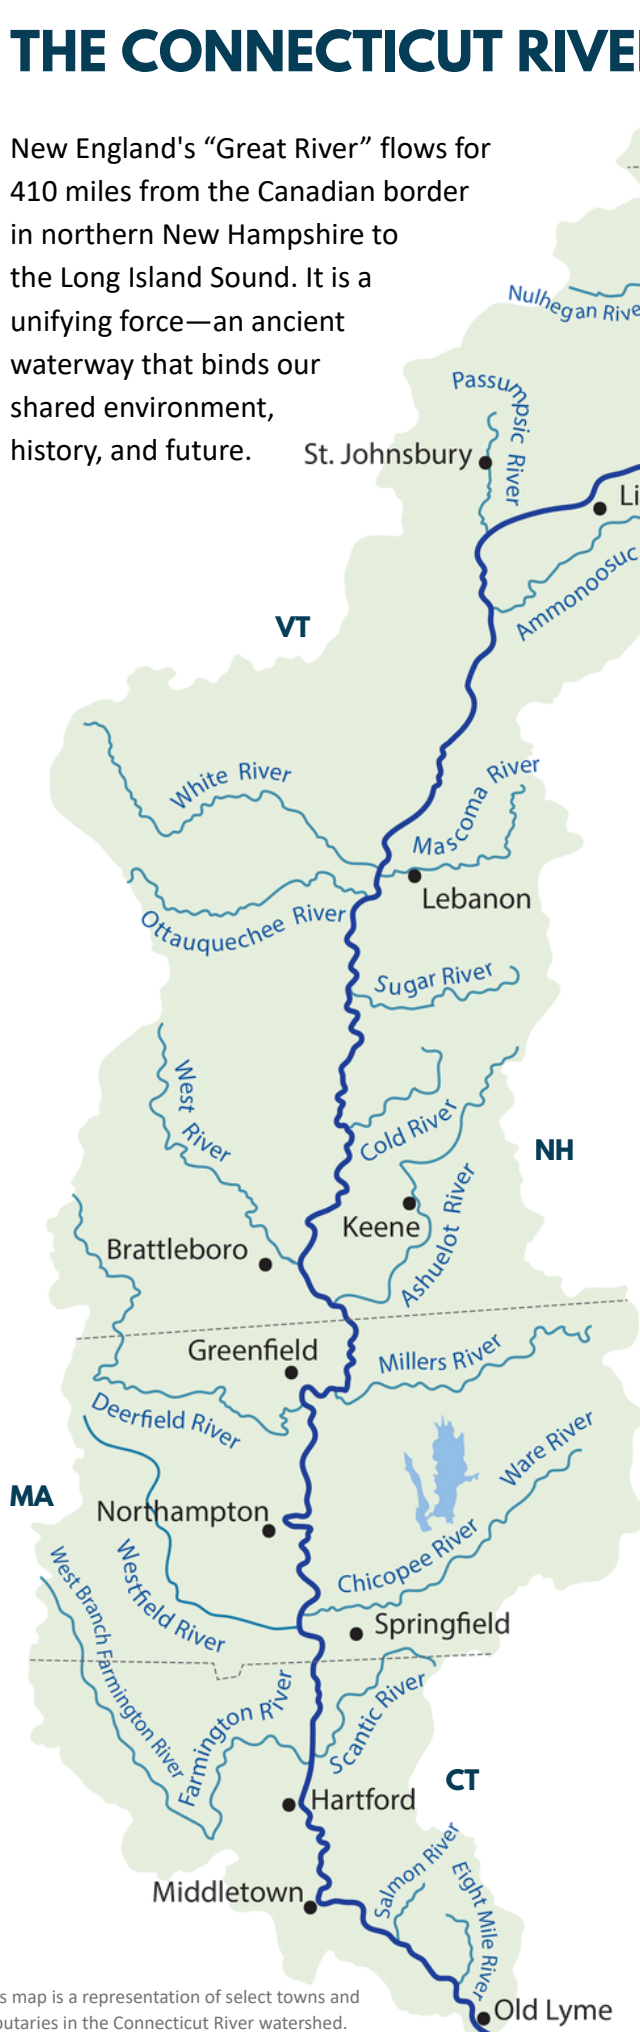 THE CONNECTICUT RIVE
New England's “Great River” flows for
410 miles from the Canadian border
in northern New Hampshire to
the Long Island Sound. It is a
unifying force—an ancient
waterway that binds our
shared environment,
history, and future.
Nulhegan Rive
Passumpsic River
St. Johnsbury
Li
Ammonoosuc
VT
White River
Mascoma River
Lebanon
Ottauquechee River
Sugar River
West River
Cold River
NH
Keene
Ashuelot River
Brattleboro
Greenfield
Millers River
Deerfield River
Ware River
MA
Northampton
Chicopee River
Westfield River
West Branch Farmington River
Springfield
Farmington River
Scantic River
CT
Hartford
Salmon River
Eight Mile River
Middletown
s map is a representation of select towns and
butaries in the Connecticut River watershed.
Old Lyme